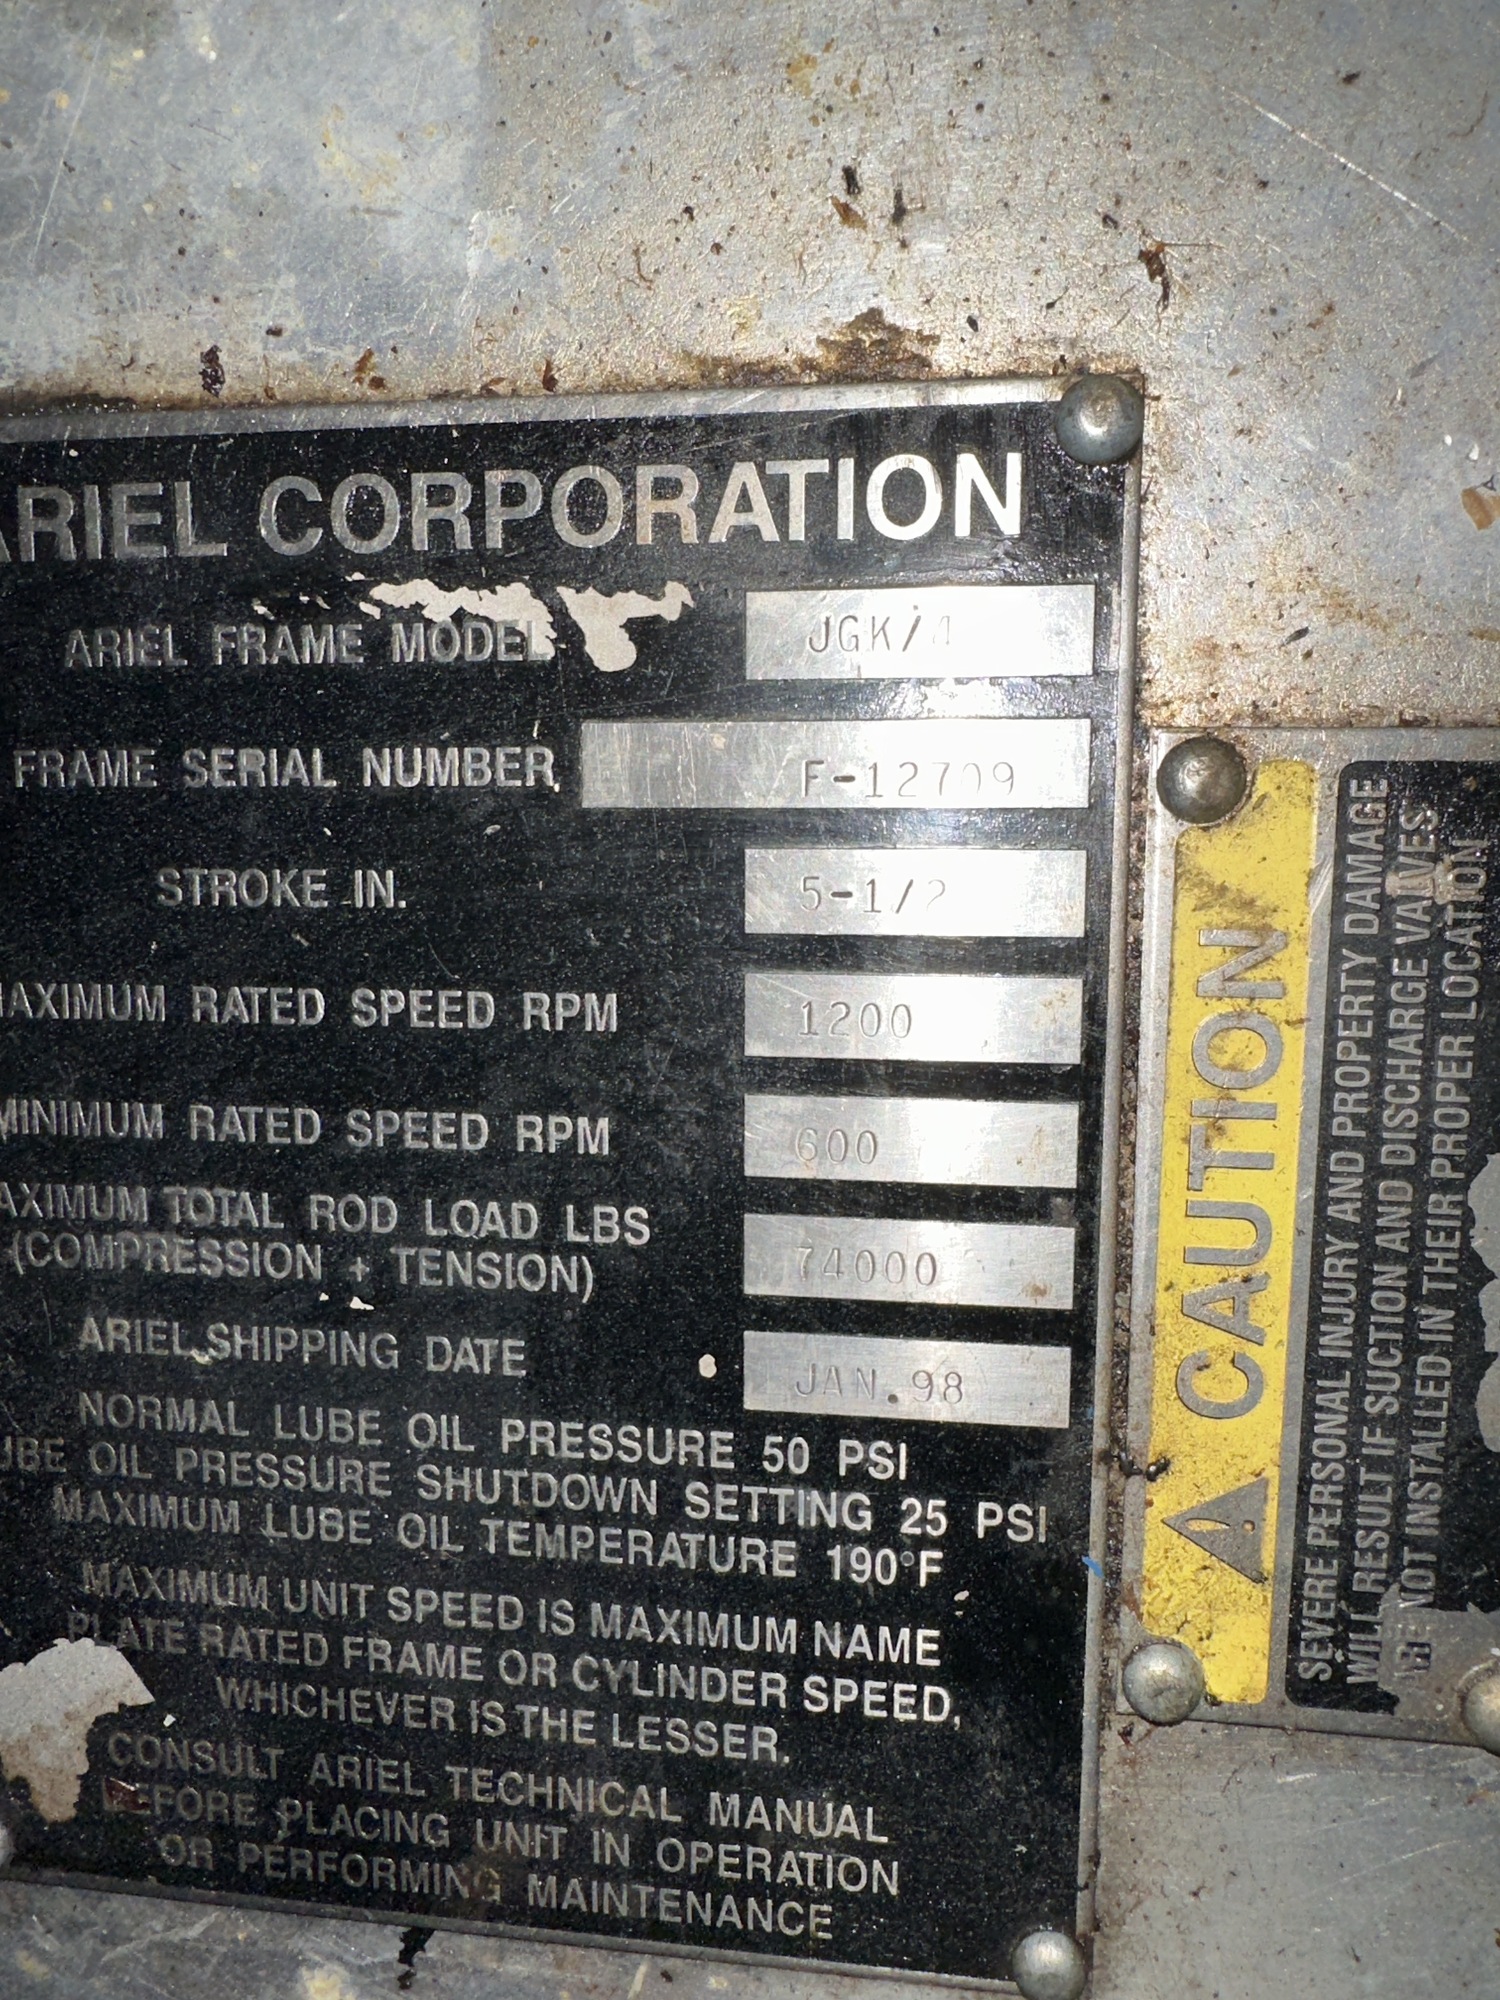 ARIEL CORPORATION
ARIEL FRAME MODEL JGK/4
FRAME SERIAL NUMBER F-12709
STROKE IN. 5-1/2
MAXIMUM RATED SPEED RPM 1200
MINIMUM RATED SPEED RPM 600
MAXIMUM TOTAL ROD LOAD LBS
(COMPRESSION + TENSION) 74000
ARIEL SHIPPING DATE JAN.98
NORMAL LUBE OIL PRESSURE 50 PSI
LUBE OIL PRESSURE SHUTDOWN SETTING 25 PSI
MAXIMUM LUBE OIL TEMPERATURE 190°F
MAXIMUM UNIT SPEED IS MAXIMUM NAME
PLATE RATED FRAME OR CYLINDER SPEED,
WHICHEVER IS THE LESSER.
CONSULT ARIEL TECHNICAL MANUAL
BEFORE PLACING UNIT IN OPERATION
OR PERFORMING MAINTENANCE
CAUTION
SEVERE PERSONAL INJURY AND PROPERTY DAMAGE
WILL RESULT IF SUCTION AND DISCHARGE VALVES
ARE NOT INSTALLED IN THEIR PROPER LOCATION